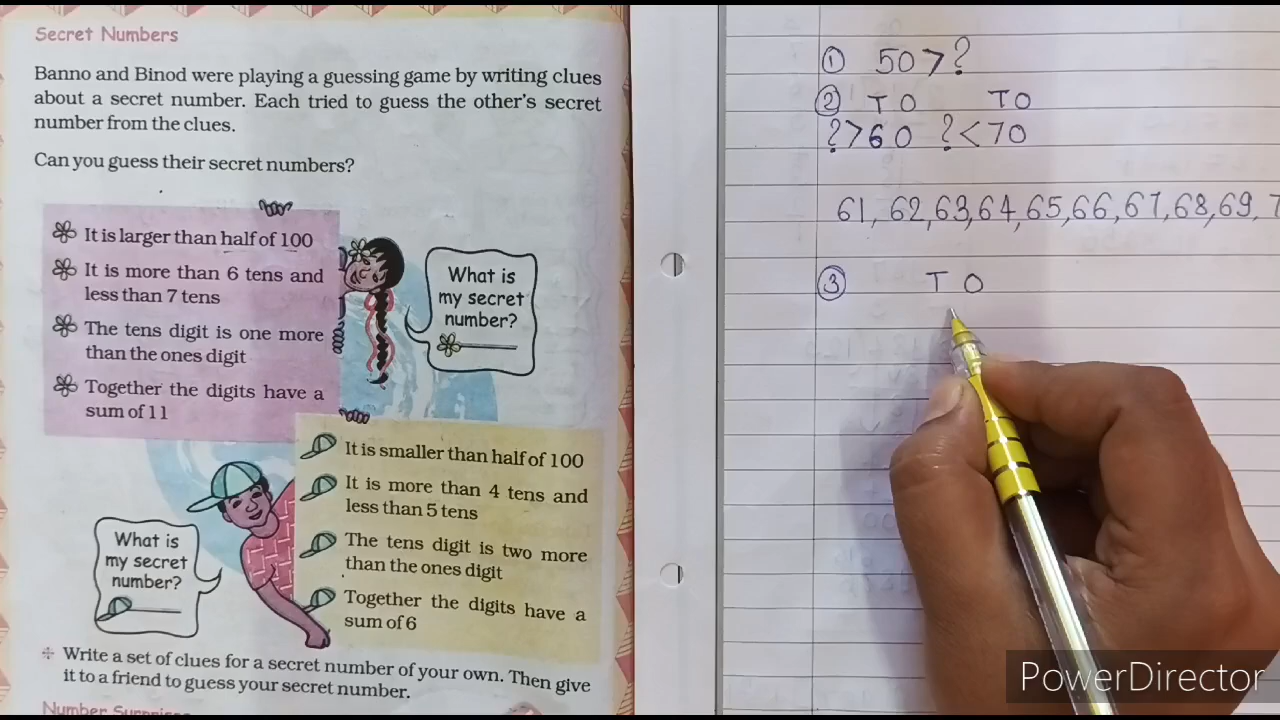 Secret Numbers
Banno and Binod were playing a guessing game by writing clues
about a secret number. Each tried to guess the other's secret
number from the clues.
Can you guess their secret numbers?
It is larger than half of 100
It is more than 6 tens and
less than 7 tens
The tens digit is one more
than the ones digit
Together the digits have a
sum of 11
What is
my secret
number?
It is smaller than half of 100
It is more than 4 tens and
less than 5 tens
The tens digit is two more
than the ones digit
Together the digits have a
sum of 6
What is
my secret
number?
Write a set of clues for a secret number of your own. Then give
it to a friend to guess your secret number.
① 50 > ?
② T O T O
? > 60 ? < 70
61, 62, 63, 64, 65, 66, 67, 68, 69,
③ T O
PowerDirector